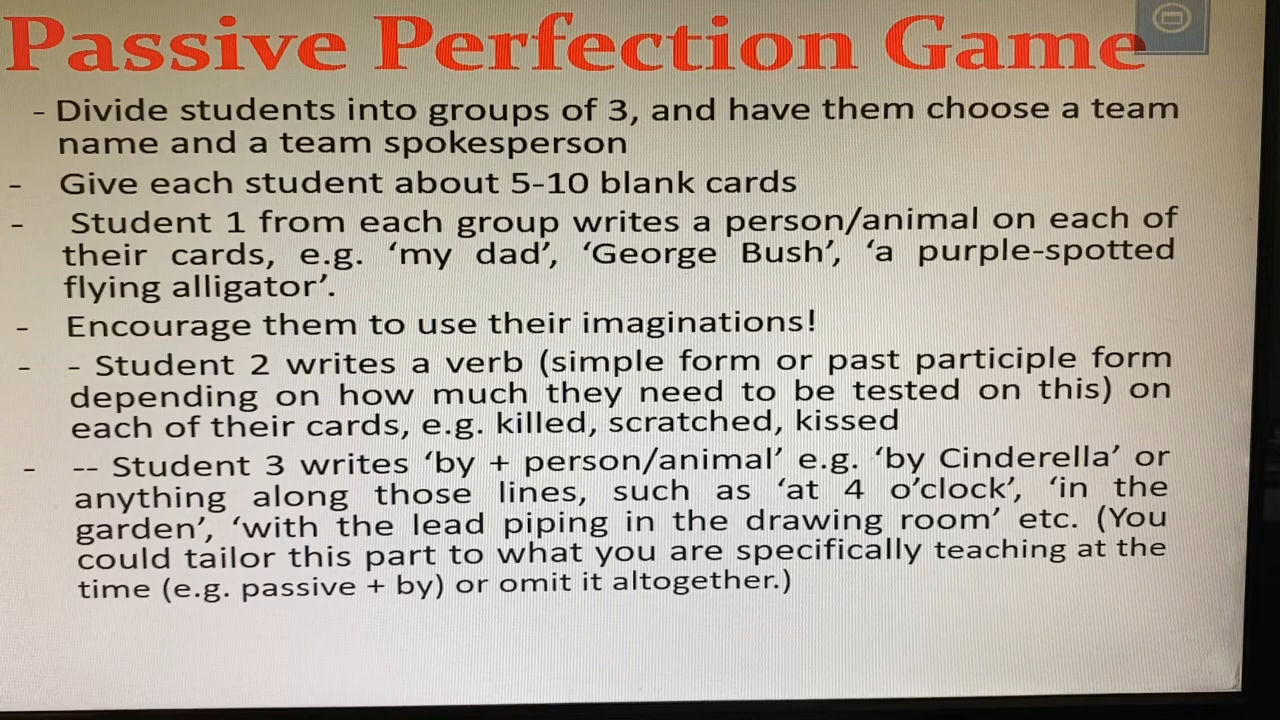 Passive Perfection Game
- Divide students into groups of 3, and have them choose a team
name and a team spokesperson
- Give each student about 5-10 blank cards
- Student 1 from each group writes a person/animal on each of
their cards, e.g. ‘my dad’, ‘George Bush’, ‘a purple-spotted
flying alligator’.
- Encourage them to use their imaginations!
- - Student 2 writes a verb (simple form or past participle form
depending on how much they need to be tested on this) on
each of their cards, e.g. killed, scratched, kissed
- -- Student 3 writes ‘by + person/animal’ e.g. ‘by Cinderella’ or
anything along those lines, such as ‘at 4 o’clock’, ‘in the
garden’, ‘with the lead piping in the drawing room’ etc. (You
could tailor this part to what you are specifically teaching at the
time (e.g. passive + by) or omit it altogether.)